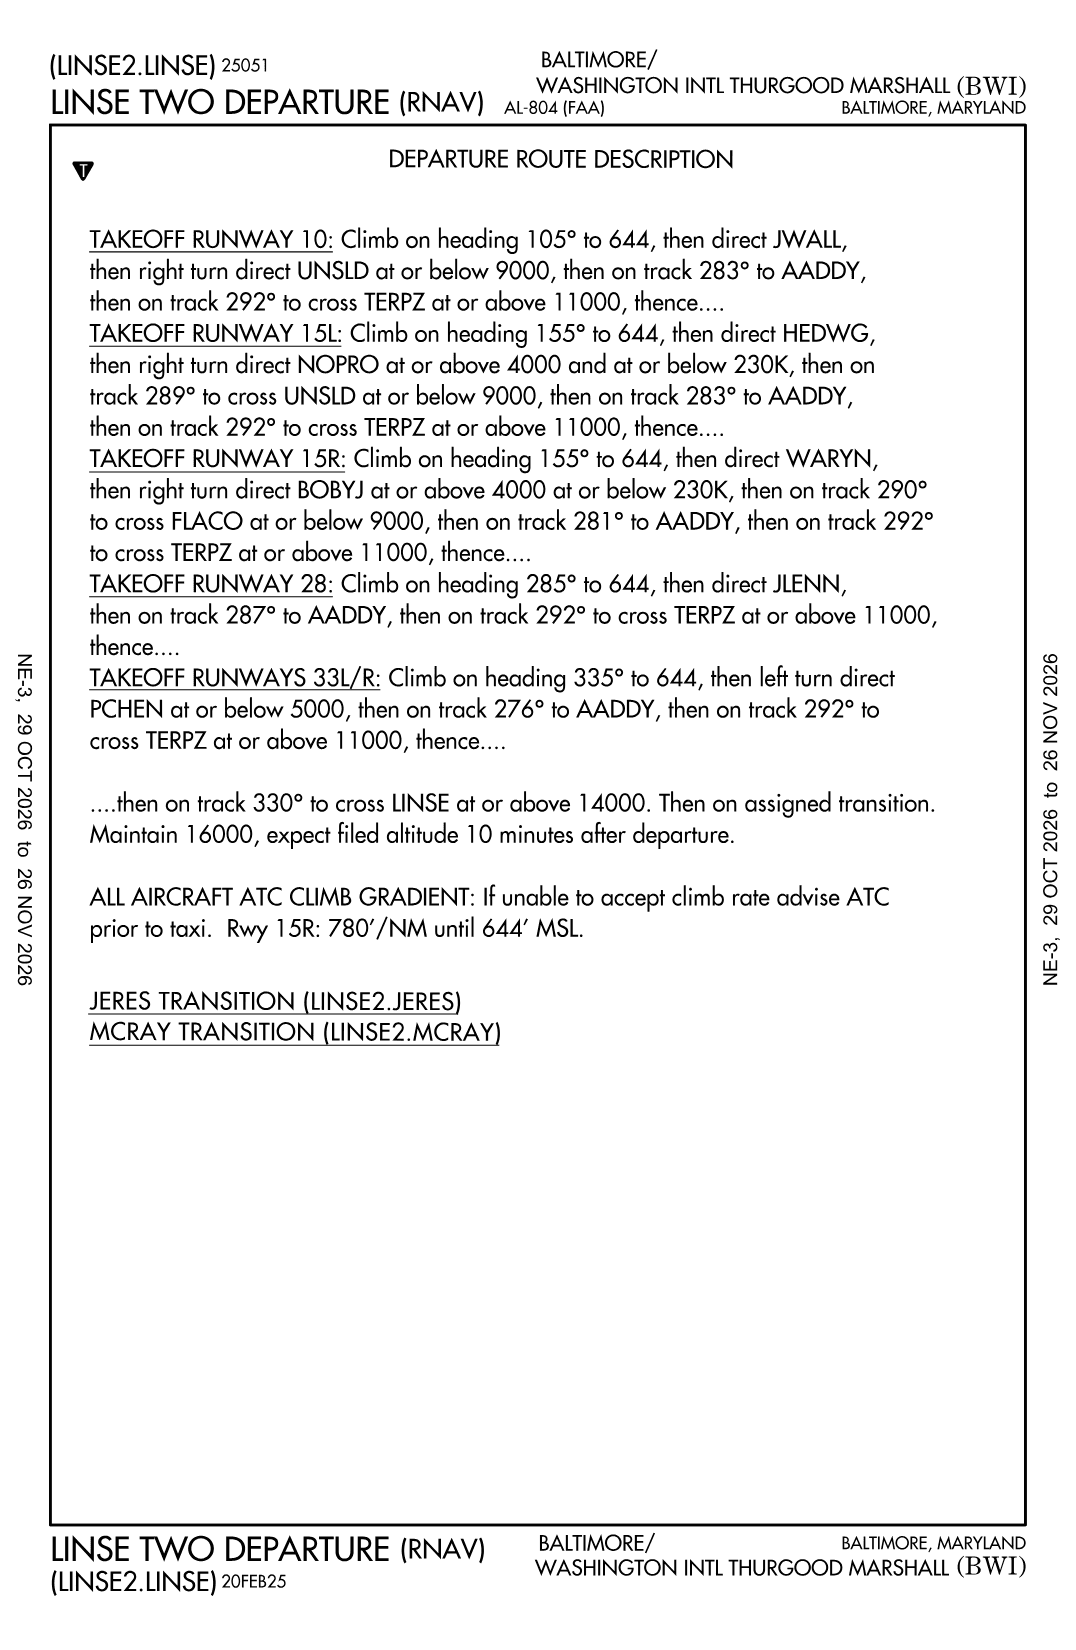 (LINSE2.LINSE) 25051
LINSE TWO DEPARTURE (RNAV)
AL-804 (FAA)
BALTIMORE/
WASHINGTON INTL THURGOOD MARSHALL (BWI)
BALTIMORE, MARYLAND
T
DEPARTURE ROUTE DESCRIPTION
TAKEOFF RUNWAY 10: Climb on heading 105° to 644, then direct JWALL,
then right turn direct UNSLD at or below 9000, then on track 283° to AADDY,
then on track 292° to cross TERPZ at or above 11000, thence....
TAKEOFF RUNWAY 15L: Climb on heading 155° to 644, then direct HEDWG,
then right turn direct NOPRO at or above 4000 and at or below 230K, then on
track 289° to cross UNSLD at or below 9000, then on track 283° to AADDY,
then on track 292° to cross TERPZ at or above 11000, thence....
TAKEOFF RUNWAY 15R: Climb on heading 155° to 644, then direct WARYN,
then right turn direct BOBYJ at or above 4000 at or below 230K, then on track 290°
to cross FLACO at or below 9000, then on track 281° to AADDY, then on track 292°
to cross TERPZ at or above 11000, thence....
TAKEOFF RUNWAY 28: Climb on heading 285° to 644, then direct JLENN,
then on track 287° to AADDY, then on track 292° to cross TERPZ at or above 11000,
thence....
TAKEOFF RUNWAYS 33L/R: Climb on heading 335° to 644, then left turn direct
PCHEN at or below 5000, then on track 276° to AADDY, then on track 292° to
cross TERPZ at or above 11000, thence....
....then on track 330° to cross LINSE at or above 14000. Then on assigned transition.
Maintain 16000, expect filed altitude 10 minutes after departure.
ALL AIRCRAFT ATC CLIMB GRADIENT: If unable to accept climb rate advise ATC
prior to taxi. Rwy 15R: 780'/NM until 644' MSL.
JERES TRANSITION (LINSE2.JERES)
MCRAY TRANSITION (LINSE2.MCRAY)
NE-3, 29 OCT 2026 to 26 NOV 2026
NE-3, 29 OCT 2026 to 26 NOV 2026
LINSE TWO DEPARTURE (RNAV)
(LINSE2.LINSE) 20FEB25
BALTIMORE/
WASHINGTON INTL THURGOOD MARSHALL (BWI)
BALTIMORE, MARYLAND